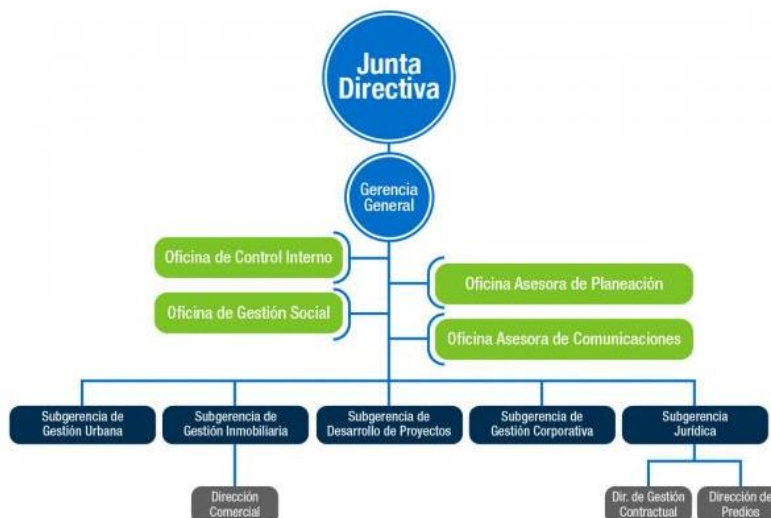 Junta
Directiva
Gerencia
General
Oficina de Control Interno
Oficina Asesora de Planeación
Oficina de Gestión Social
Oficina Asesora de Comunicaciones
Subgerencia de
Gestión Urbana
Subgerencia de
Gestión Inmobiliaria
Subgerencia de
Desarrollo de Proyectos
Subgerencia de
Gestión Corporativa
Subgerencia
Jurídica
Dirección
Comercial
Dir. de Gestión
Contractual
Dirección de
Predios